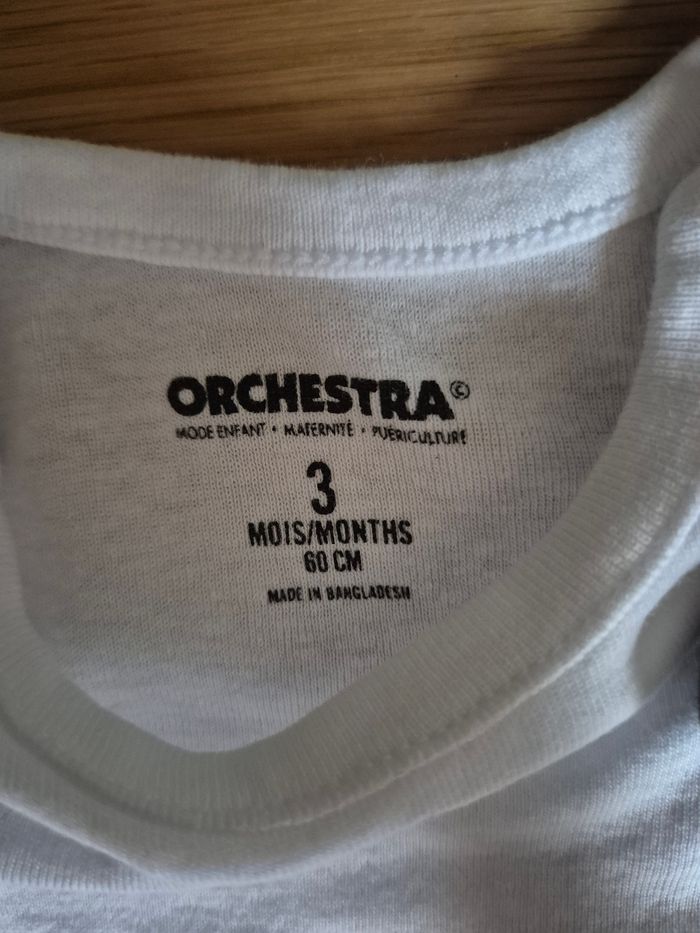 ORCHESTRA©
MODE ENFANT • MATERNITÉ • PUÉRICULTURE
3
MOIS/MONTHS
60 CM
MADE IN BANGLADESH